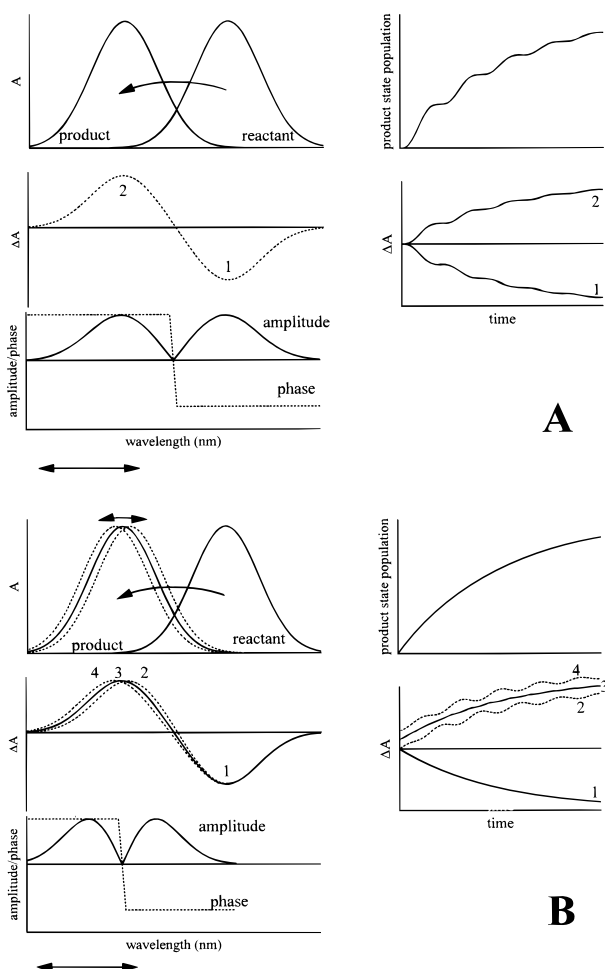 A
product
reactant
product state population
ΔA
2
1
ΔA
2
1
time
amplitude/phase
amplitude
phase
wavelength (nm)
A
A
product
reactant
product state population
ΔA
4 3 2
1
ΔA
4
3
2
1
time
amplitude/phase
amplitude
phase
wavelength (nm)
B